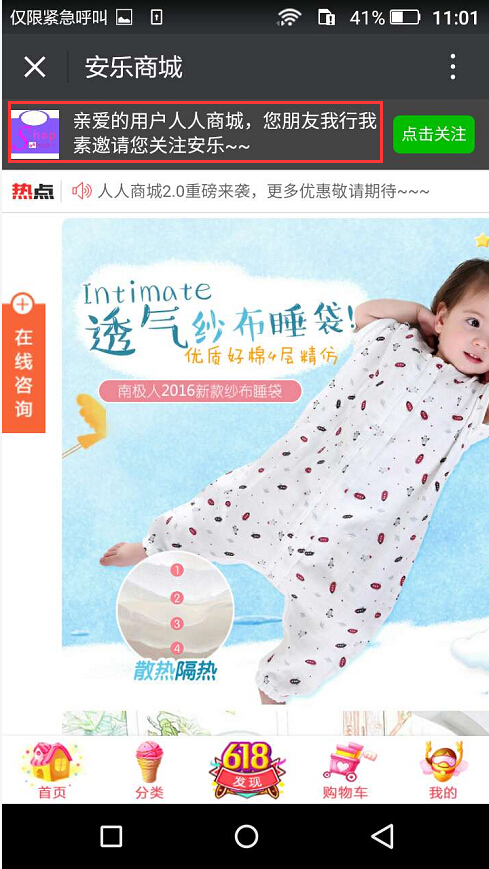 仅限紧急呼叫 41% 11:01
安乐商城
Shop
亲爱的用户人人商城，您朋友我行我
素邀请您关注安乐~~
点击关注
热点 人人商城2.0重磅来袭，更多优惠敬请期待~~~
Intimate
透气纱布睡袋!
优质好棉4层精仿
南极人2016新款纱布睡袋
在线咨询
1
2
3
4
散热隔热
618
发现
首页 分类 购物车 我的